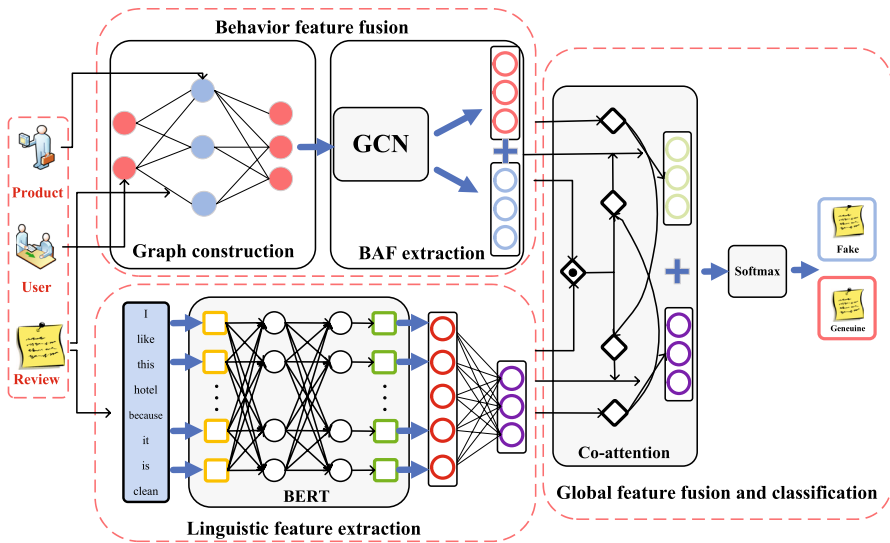 Behavior feature fusion
GCN
Product
Graph construction
BAF extraction
User
Review
I
like
this
hotel
because
it
is
clean
BERT
Linguistic feature extraction
Co-attention
Softmax
Fake
Geneuine
Global feature fusion and classification